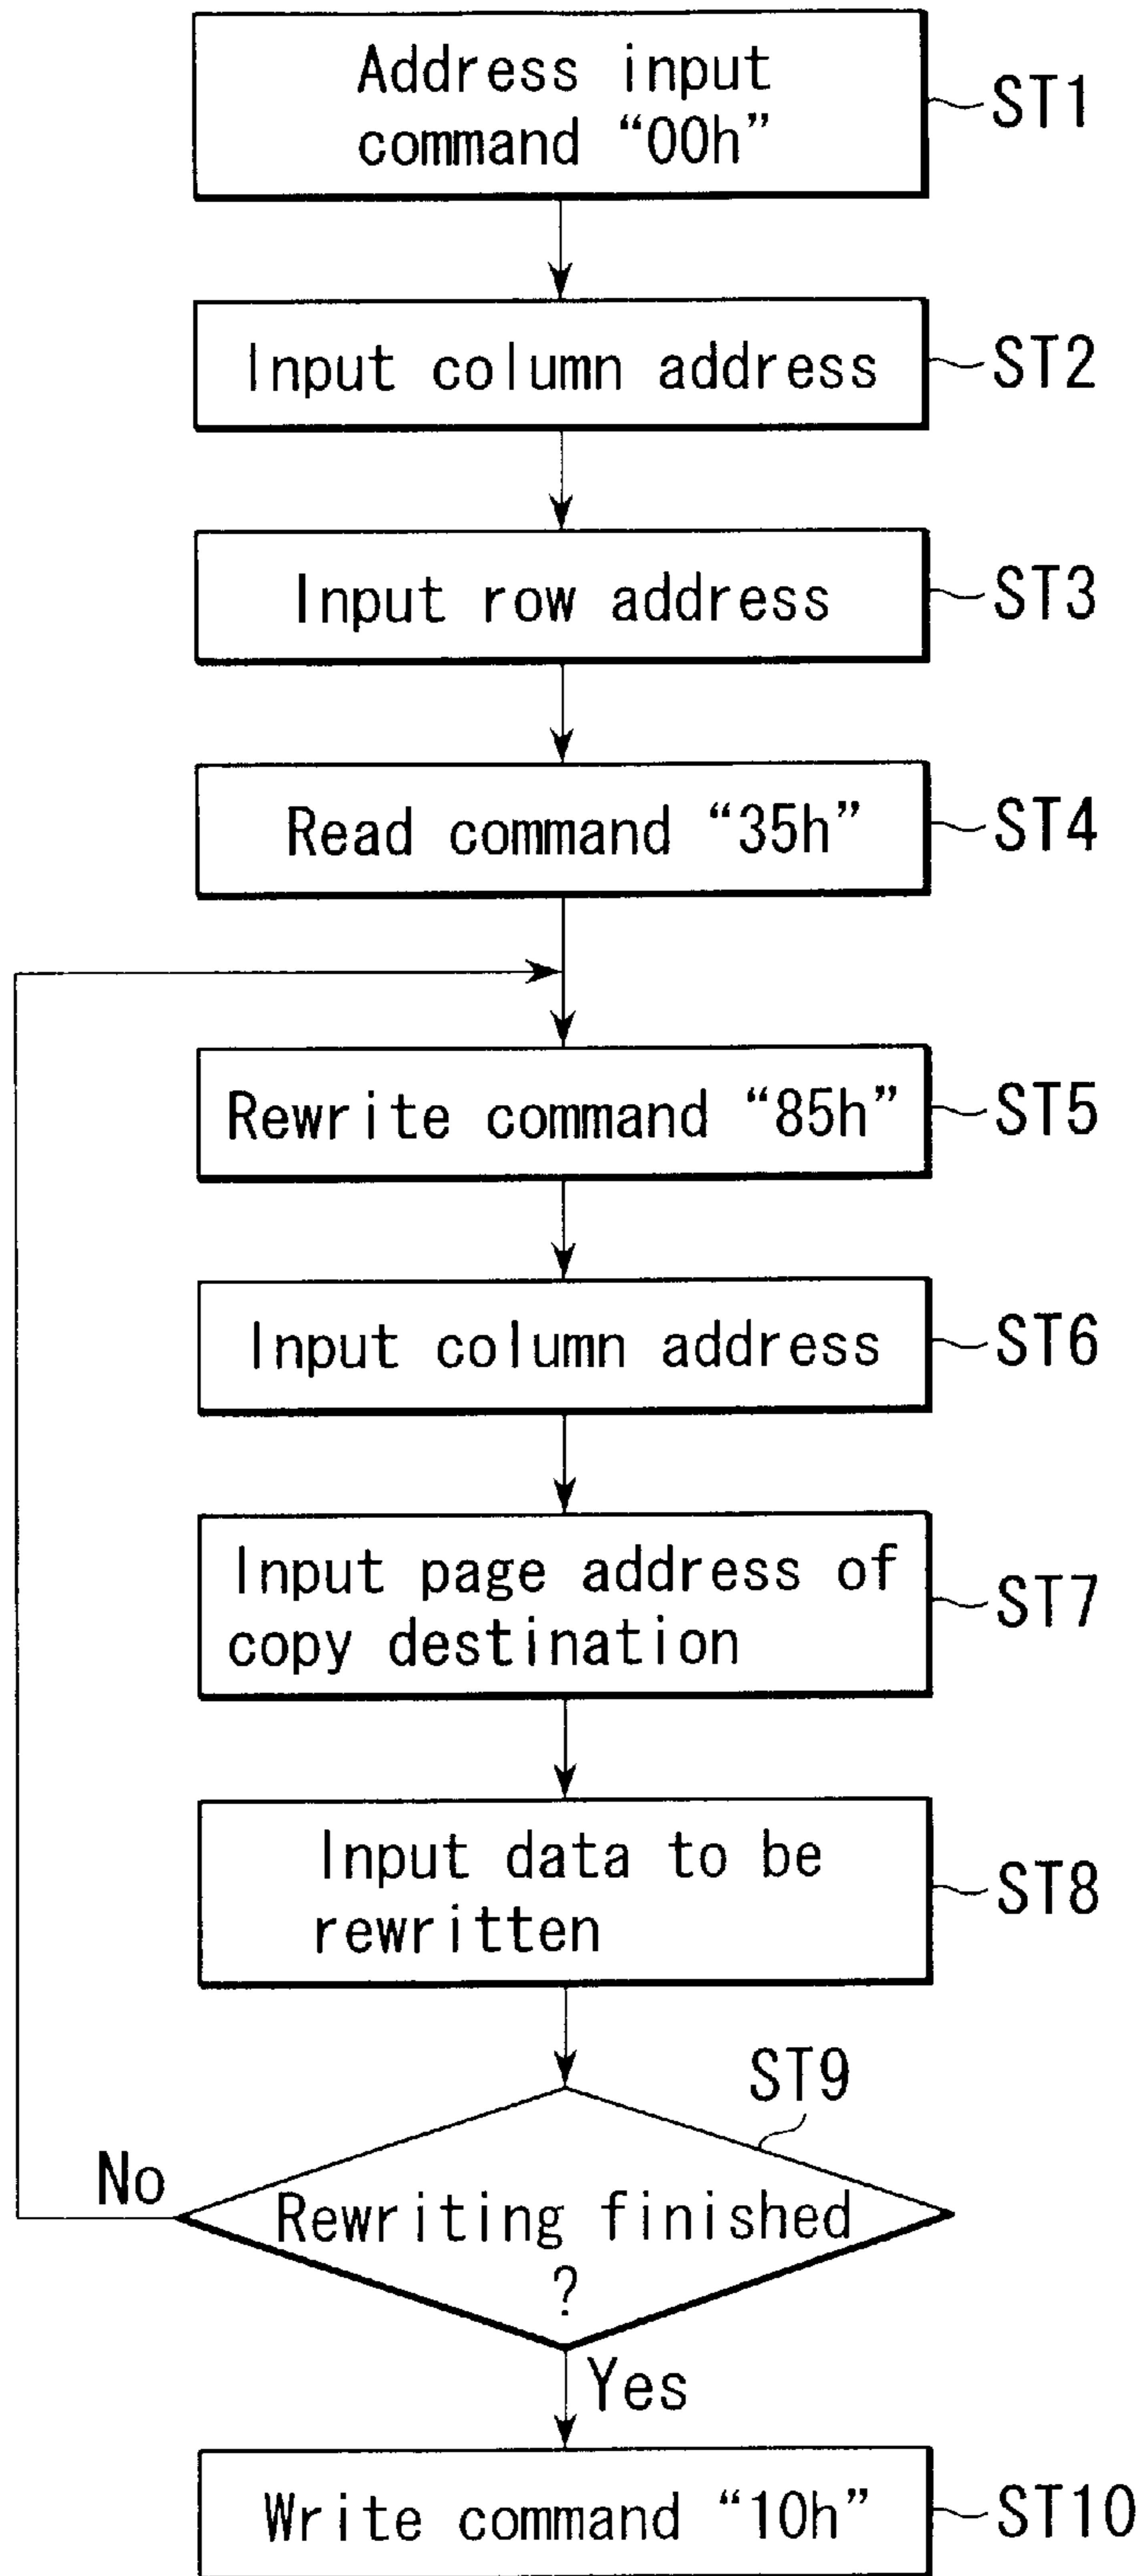 Address input
command “00h”
ST1
Input column address
ST2
Input row address
ST3
Read command “35h”
ST4
Rewrite command “85h”
ST5
Input column address
ST6
Input page address of
copy destination
ST7
Input data to be
rewritten
ST8
ST9
No
Rewriting finished
?
Yes
Write command “10h”
ST10